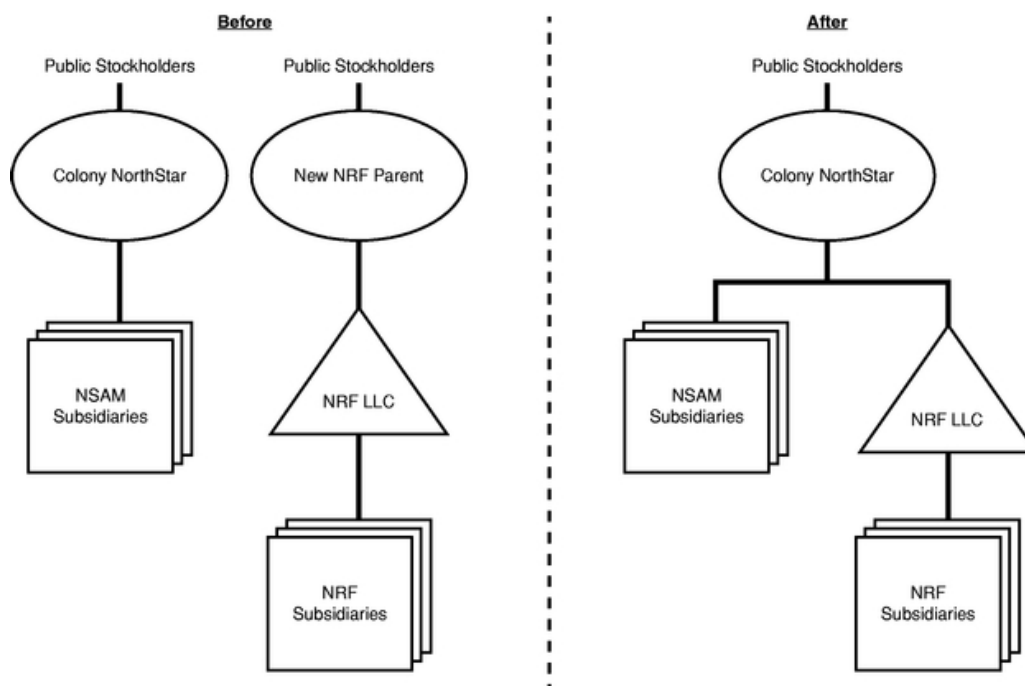 Before
Public Stockholders
Public Stockholders
Colony NorthStar
New NRF Parent
NSAM
Subsidiaries
NRF LLC
NRF
Subsidiaries
After
Public Stockholders
Colony NorthStar
NSAM
Subsidiaries
NRF LLC
NRF
Subsidiaries